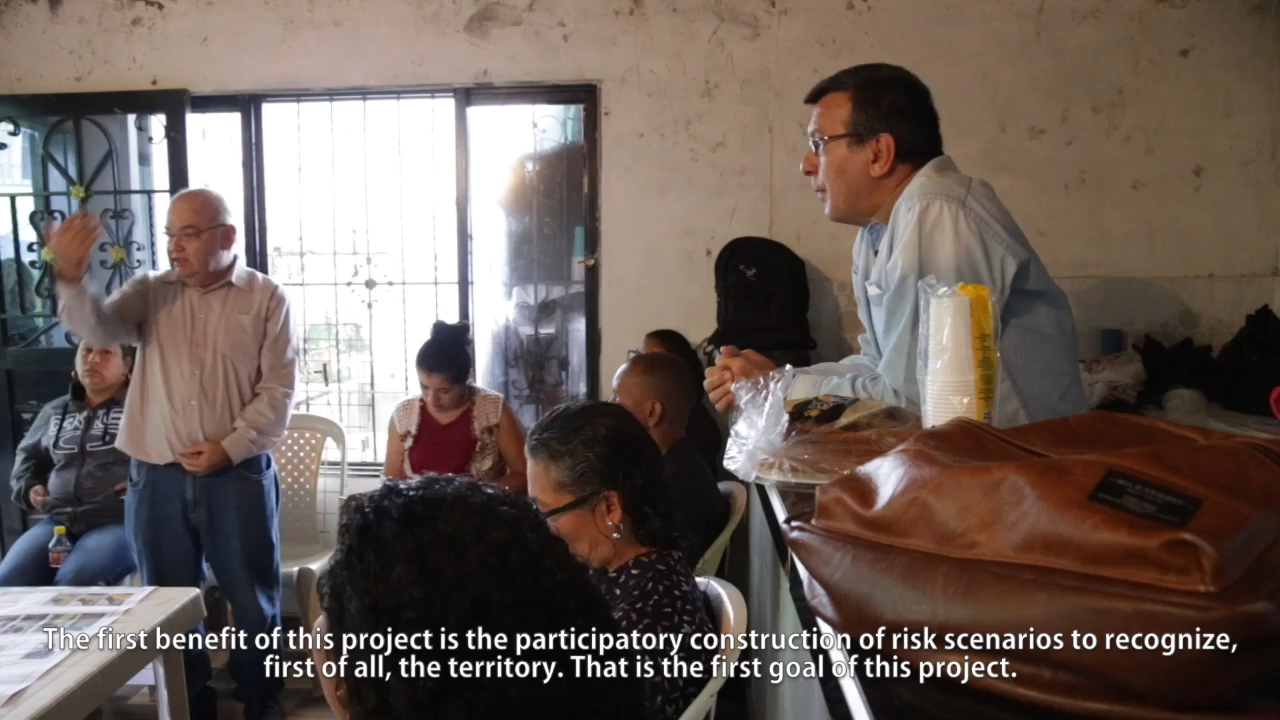 The first benefit of this project is the participatory construction of risk scenarios to recognize,
first of all, the territory. That is the first goal of this project.